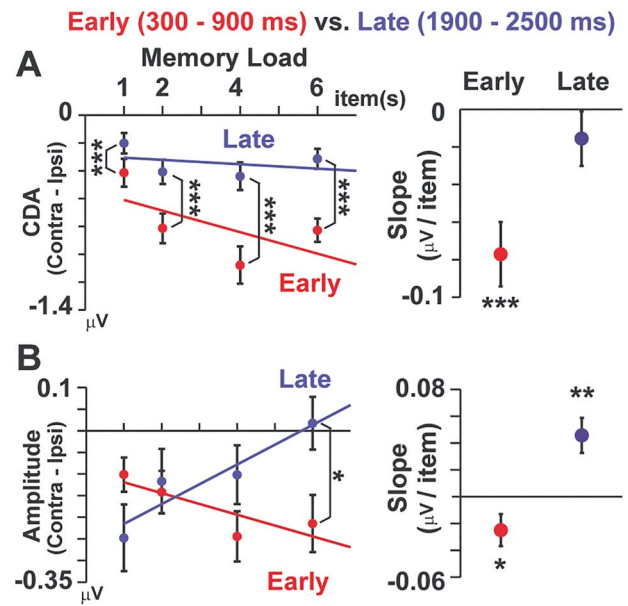 Early (300 - 900 ms) vs. Late (1900 - 2500 ms)
A
Memory Load
1 2 4 6 item(s)
0
Late
***
***
***
***
CDA
(Contra - Ipsi)
Early
-1.4
μV
Early Late
0
Slope
(μV / item)
-0.1
***
B
Late
0.1
Amplitude
(Contra - Ipsi)
*
Early
-0.35
μV
0.08
**
Slope
(μV / item)
*
-0.06